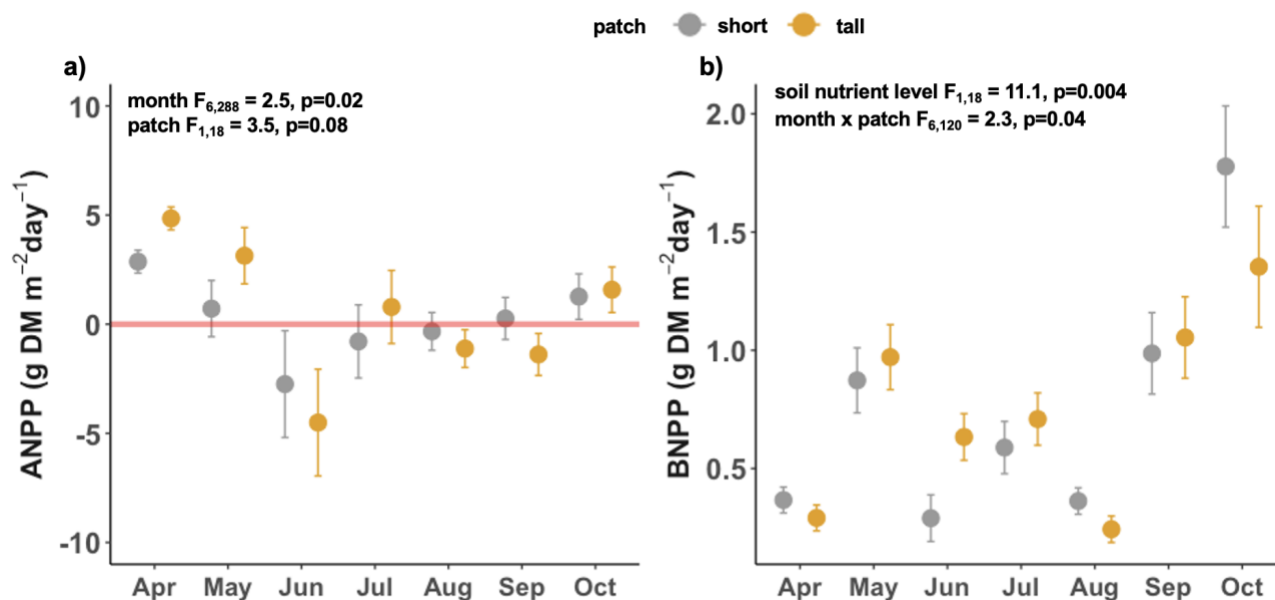 patch short tall
a)
month F6,288 = 2.5, p=0.02
patch F1,18 = 3.5, p=0.08
ANPP (g DM m−2day−1)
10
5
0
-5
-10
Apr May Jun Jul Aug Sep Oct
b)
soil nutrient level F1,18 = 11.1, p=0.004
month x patch F6,120 = 2.3, p=0.04
BNPP (g DM m−2day−1)
2.0
1.5
1.0
0.5
Apr May Jun Jul Aug Sep Oct